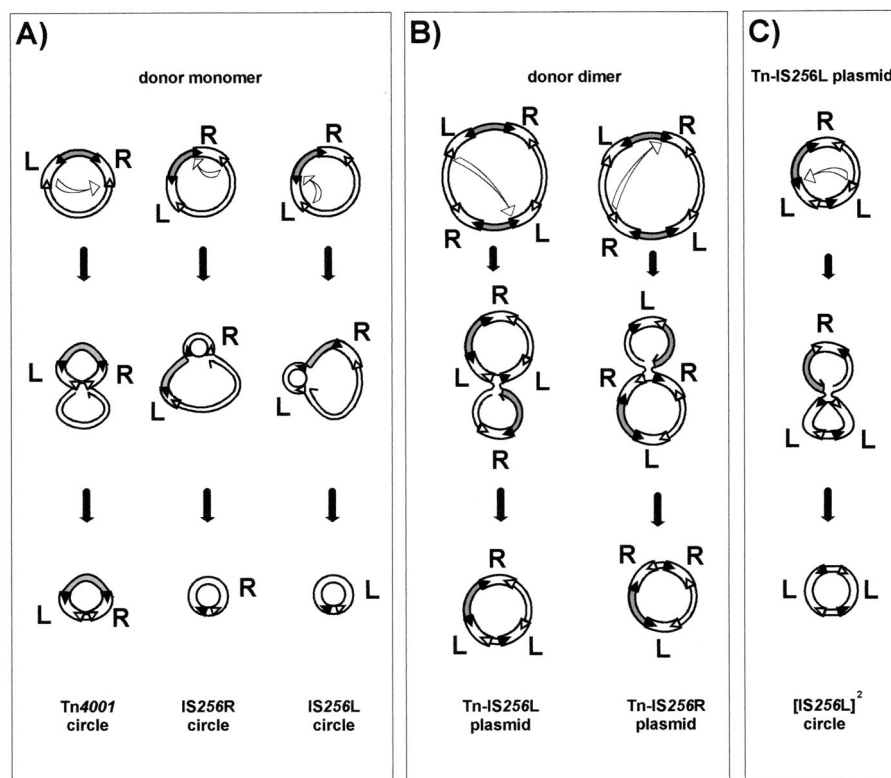 A)
donor monomer
L R R L
L R R L
L R R L
Tn4001 circle
IS256R circle
IS256L circle
B)
donor dimer
L R L R
R L R L
R L
L R R
R L
R R R
L L L
Tn-IS256L plasmid
Tn-IS256R plasmid
C)
Tn-IS256L plasmid
R
L
R
L L
L L
[IS256L]2 circle